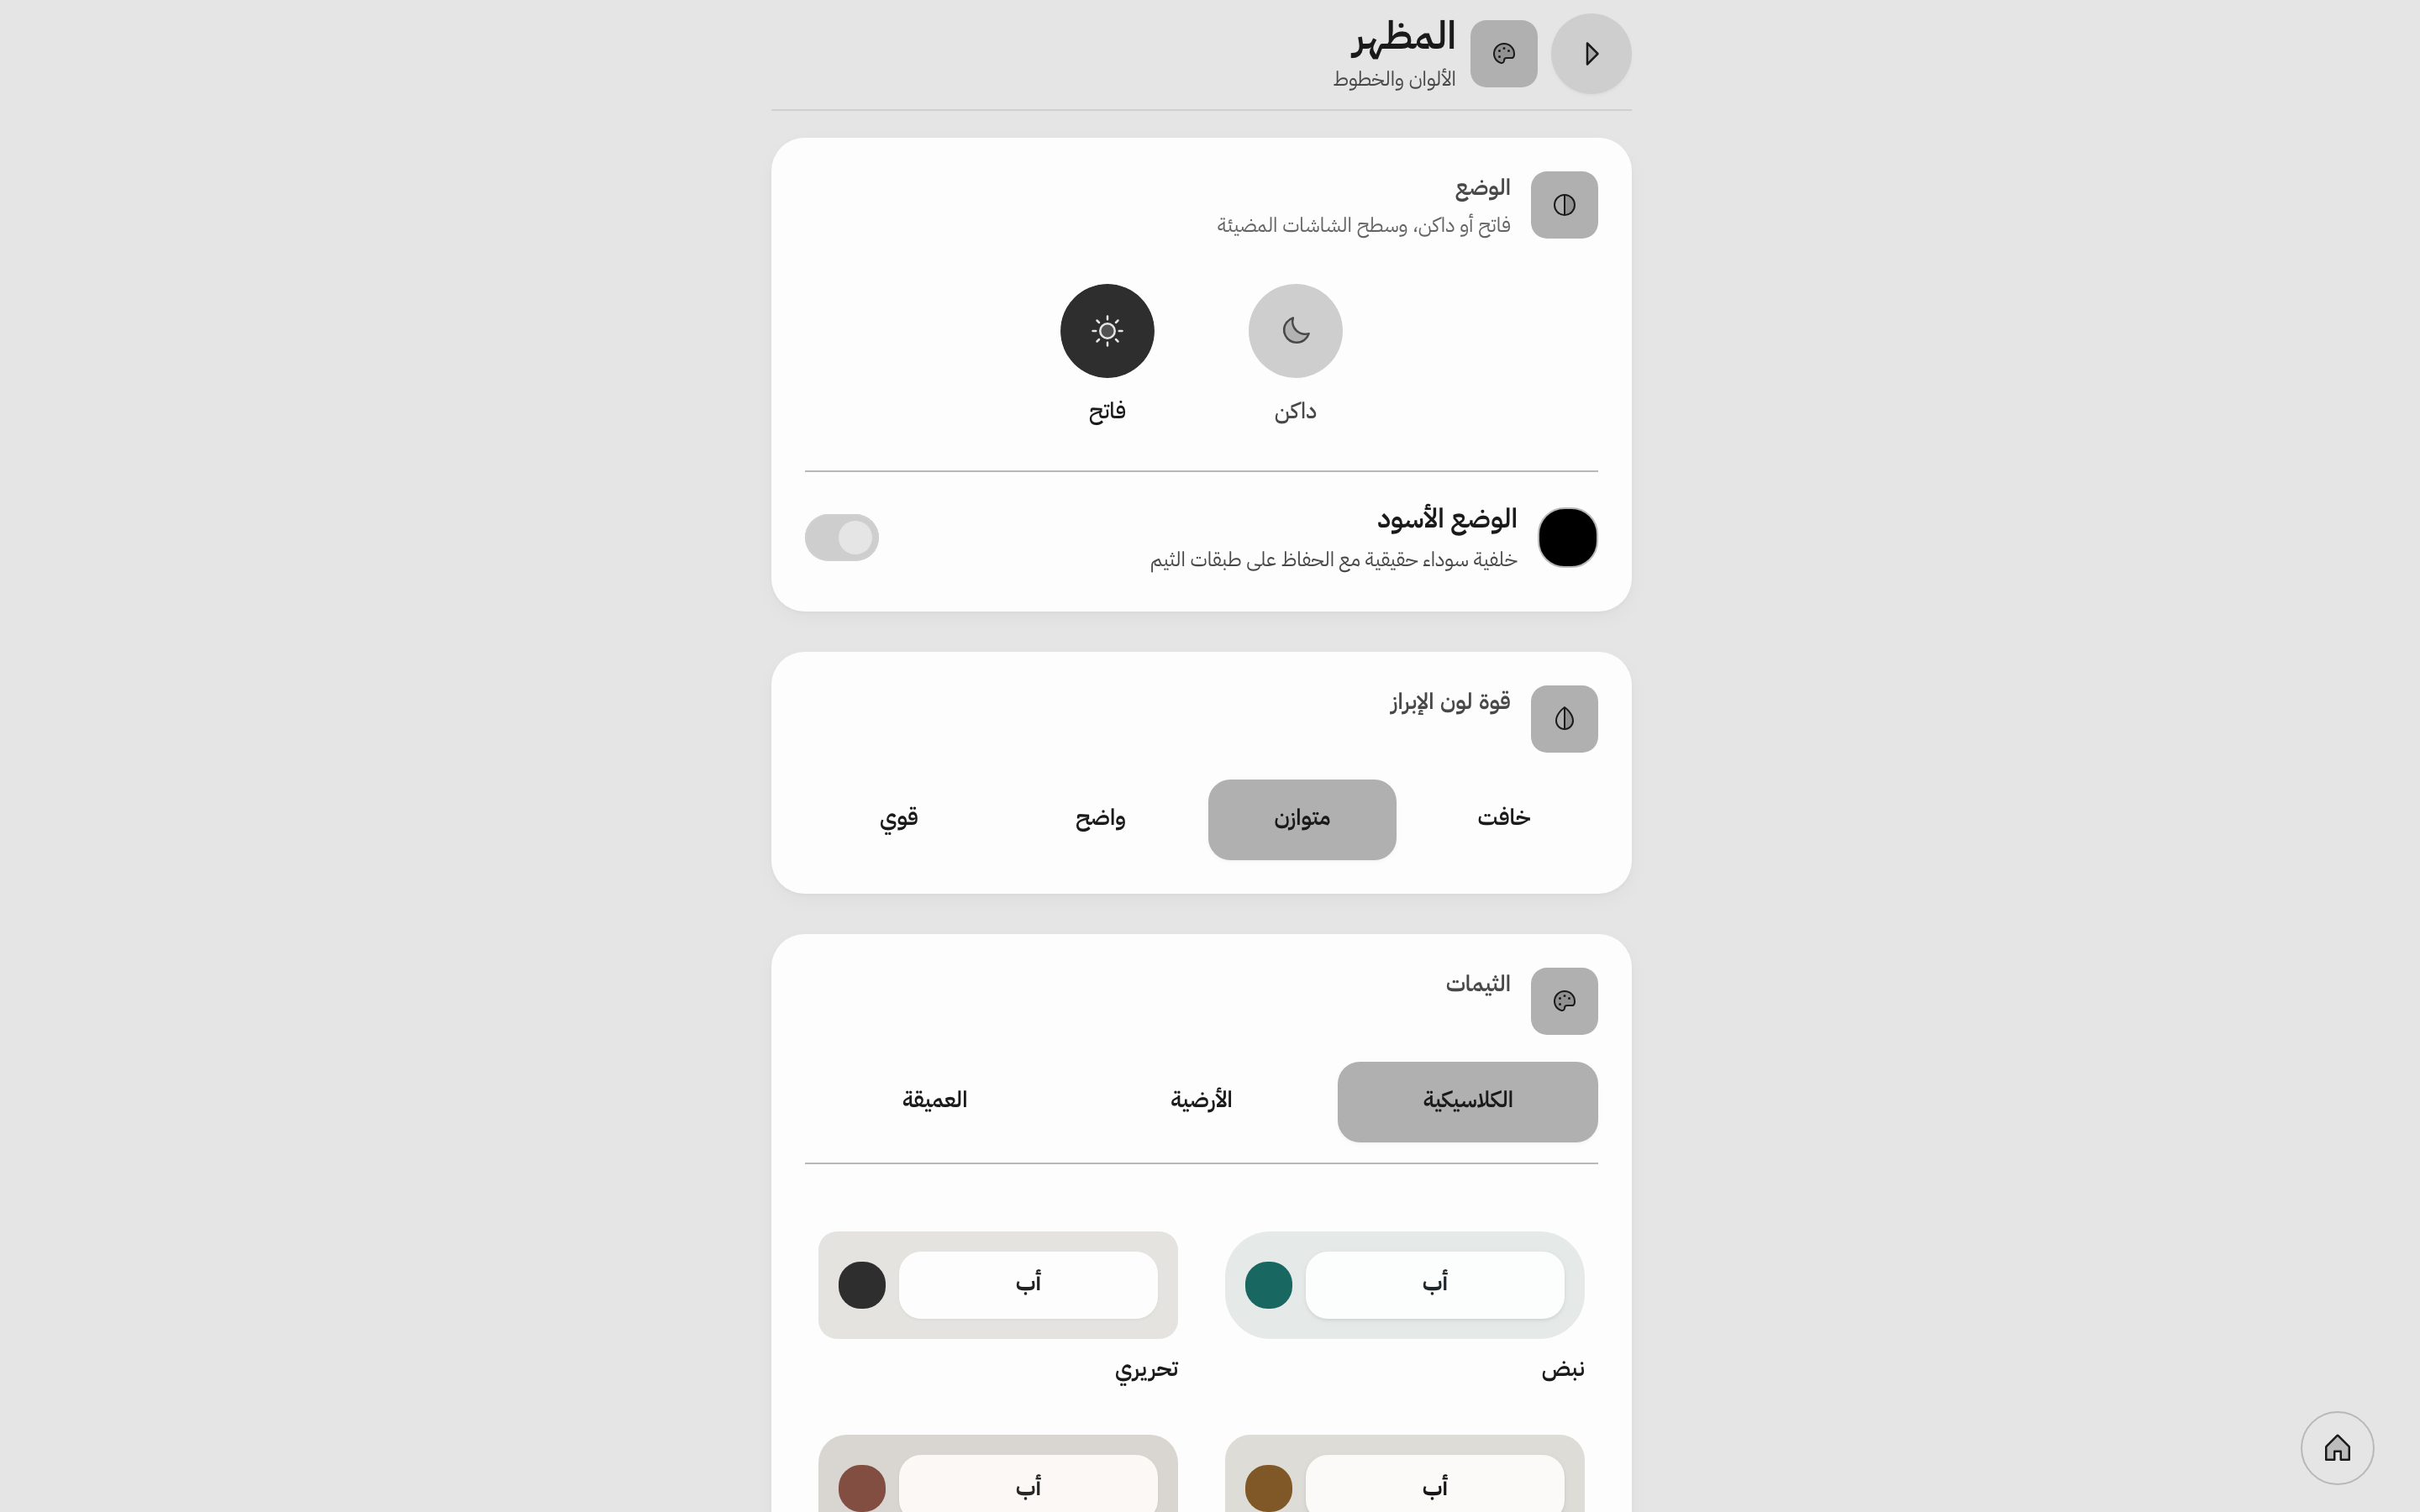 المظهر
الألوان والخطوط
الوضع
فاتح أو داكن، وسطح الشاشات المضيئة
داكن
فاتح
الوضع الأسود
خلفية سوداء حقيقية مع الحفاظ على طبقات الثيم
قوة لون الإبراز
خافت
متوازن
واضح
قوي
الثيمات
الكلاسيكية
الأرضية
العميقة
أب
أب
نبض
تحريري
أب
أب